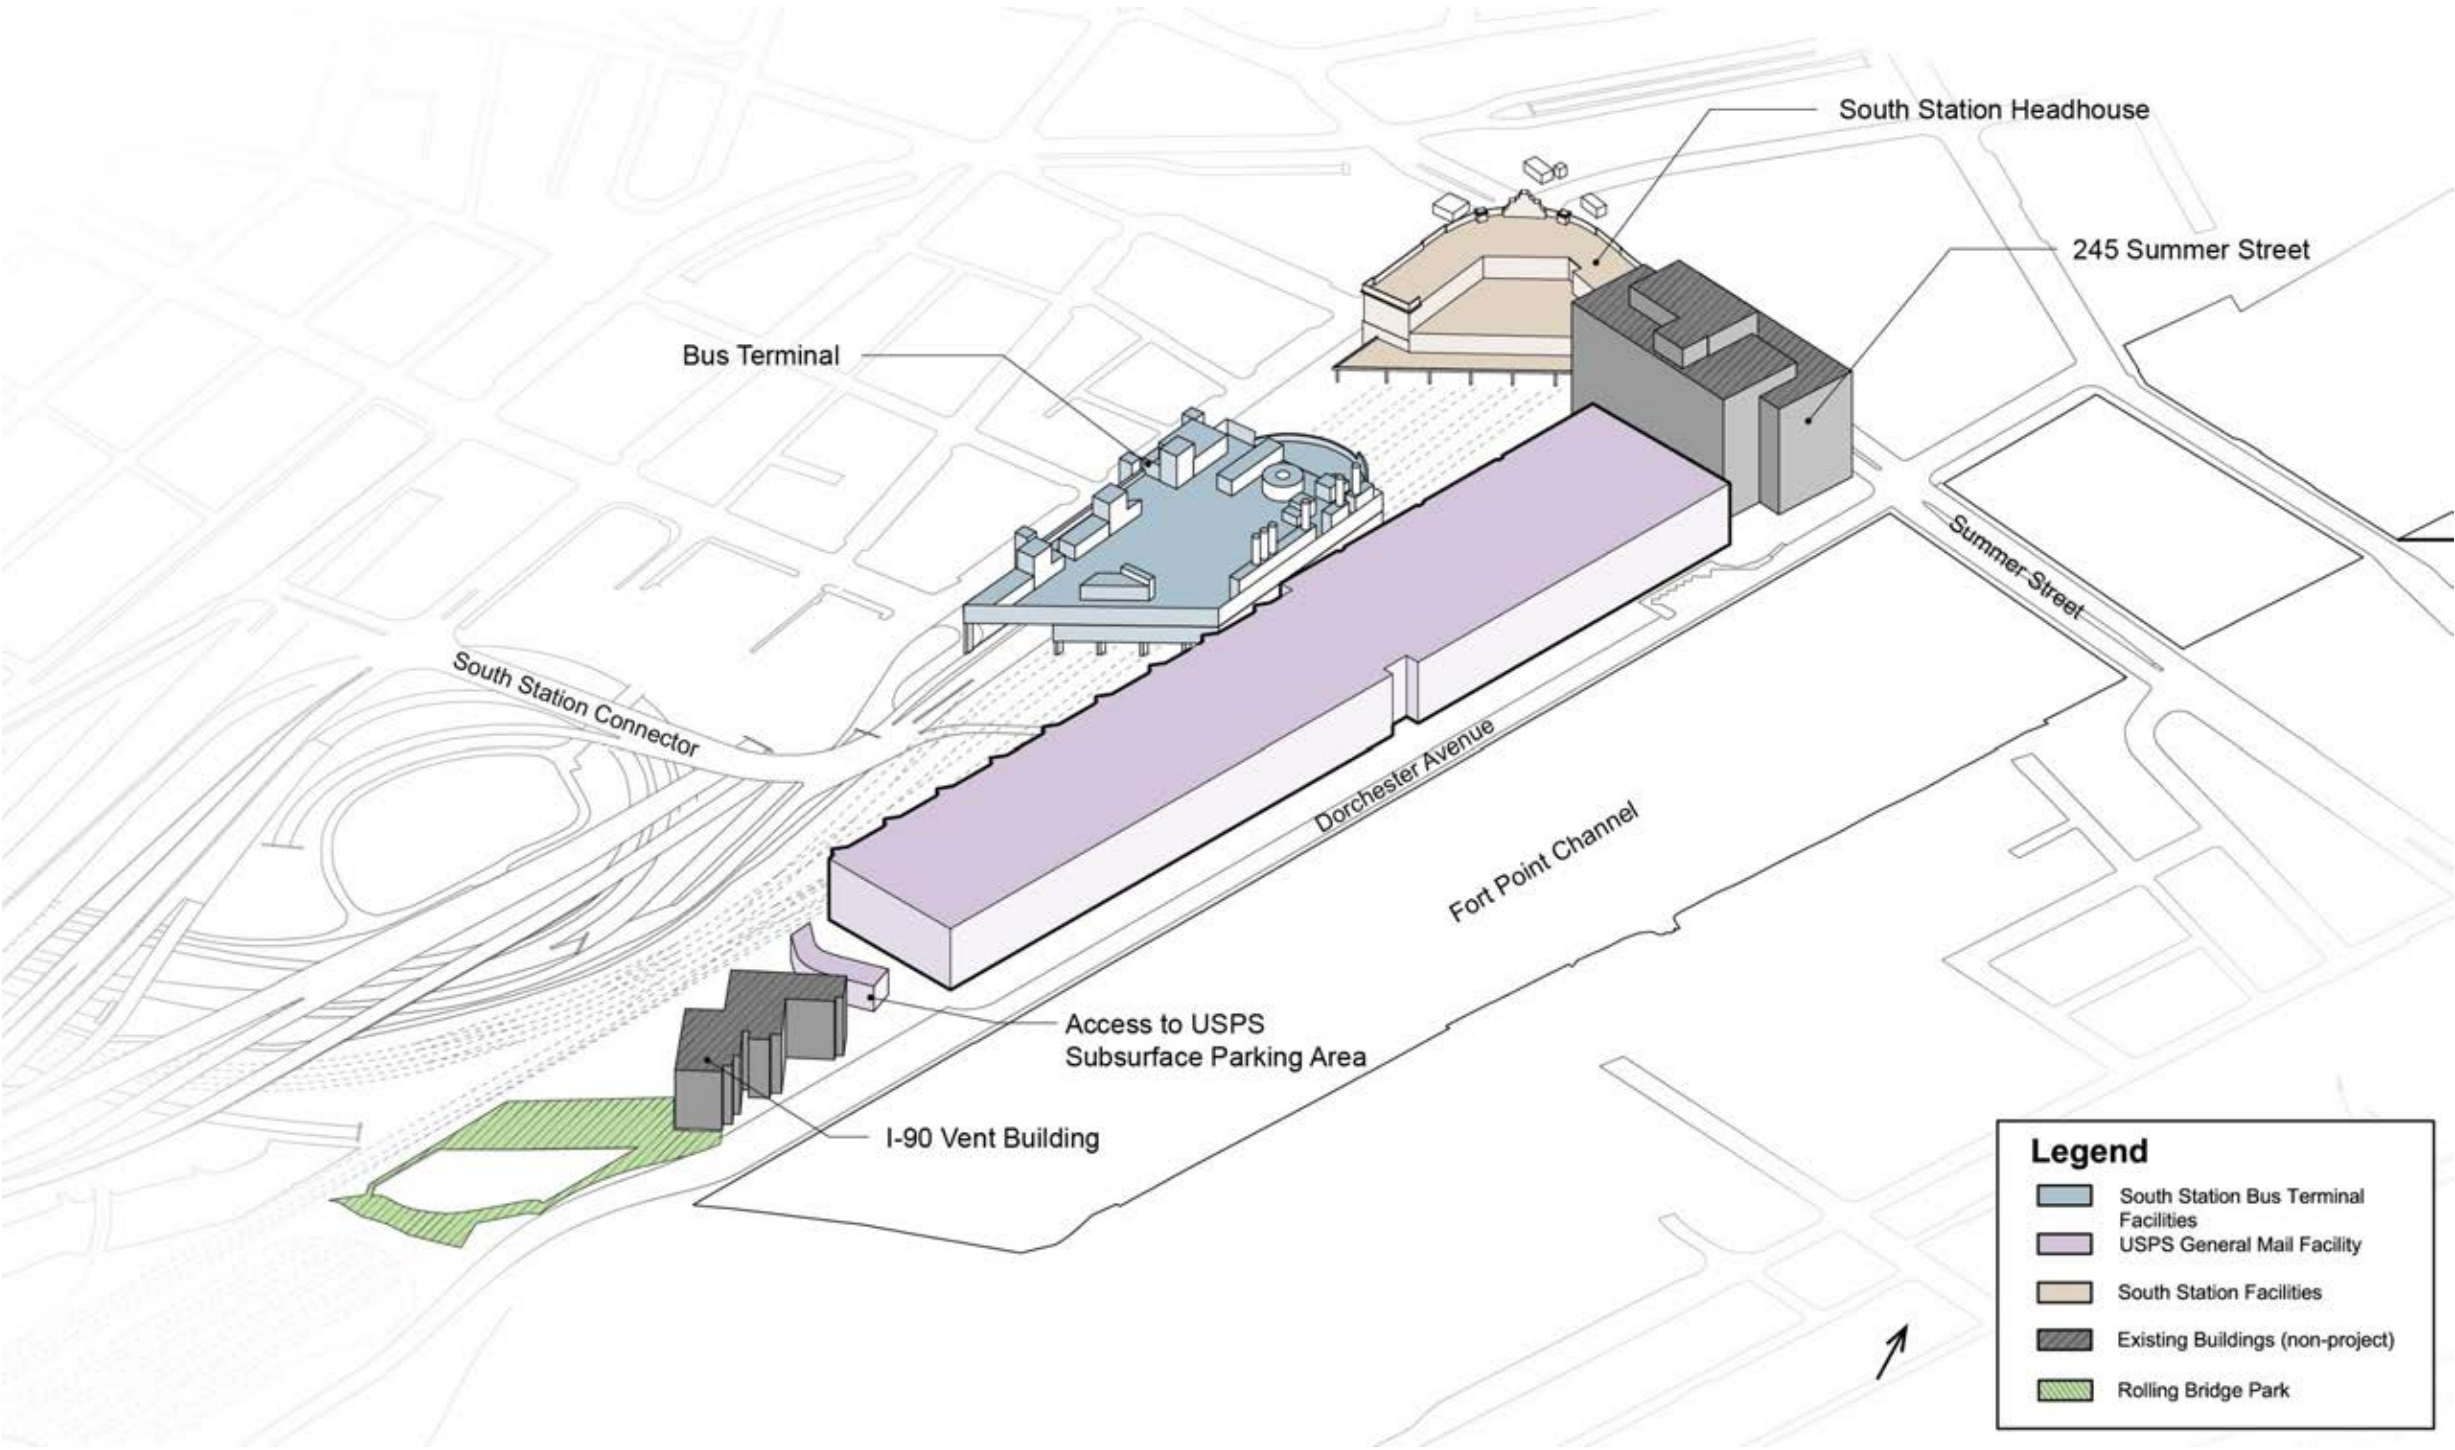 South Station Headhouse
245 Summer Street
Bus Terminal
Summer Street
South Station Connector
Dorchester Avenue
Fort Point Channel
Access to USPS
Subsurface Parking Area
I-90 Vent Building
Legend
South Station Bus Terminal
Facilities
USPS General Mail Facility
South Station Facilities
Existing Buildings (non-project)
Rolling Bridge Park